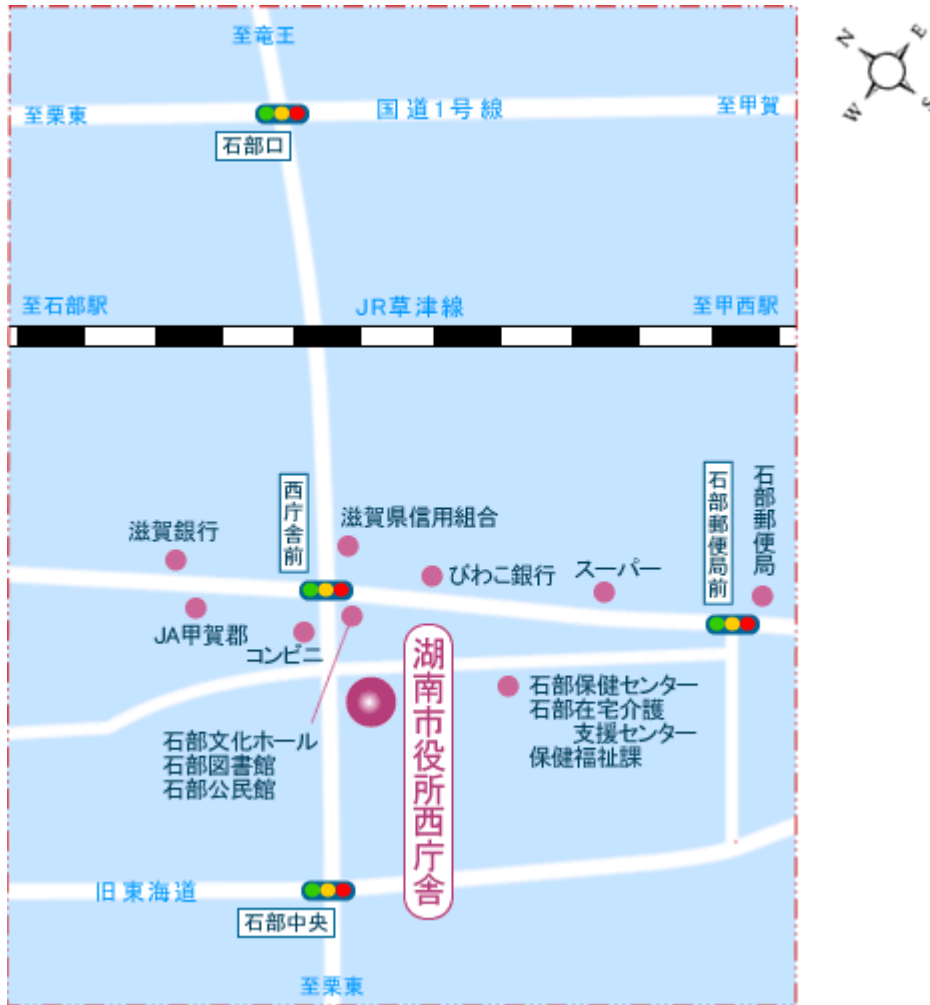 至竜王
N
E
W
S
至栗東
国道1号線
至甲賀
石部口
至石部駅
JR草津線
至甲西駅
西庁舎前
滋賀県信用組合
石部郵便局前
石部郵便局
滋賀銀行
びわこ銀行
スーパー
JA甲賀郡
コンビニ
湖南市役所西庁舎
石部保健センター
石部在宅介護
支援センター
保健福祉課
石部文化ホール
石部図書館
石部公民館
旧東海道
石部中央
至栗東